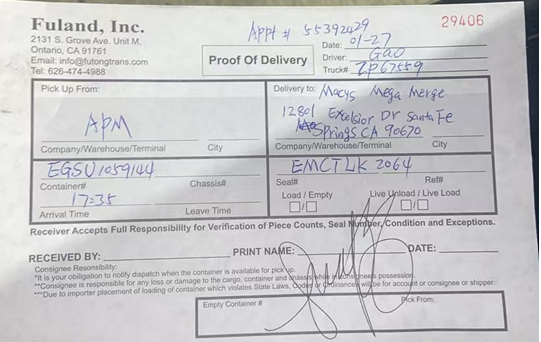 Fuland, Inc.
2131 S. Grove Ave. Unit M,
Ontario, CA 91761
Email: info@futongtrans.com
Tel: 626-474-4988
Appt # 55392429
29406
Proof Of Delivery
Date: 01-27
Driver: Gao
Truck# ZP67559
Pick Up From:
APM
Company/Warehouse/Terminal City
Delivery to: Macys Mega Merge
12801 Excelsior Dr Santa Fe
Springs CA 90670
Company/Warehouse/Terminal City
EGSU1059144
Container# Chassis#
17:35
Arrival Time Leave Time
EMCTLK 2064
Seal# Ref#
Load / Empty Live Unload / Live Load
☐/☐ ☐/☐
Receiver Accepts Full Responsibility for Verification of Piece Counts, Seal Number, Condition and Exceptions.
RECEIVED BY: PRINT NAME: DATE:
Consignee Resposibility:
*It is your obiligation to notify dispatch when the container is available for pick up.
**Consignee is responsible for any loss or damage to the cargo, container and chassis while in consignee's possession.
***Due to importer placement of loading of container which violates State Laws, Codes or Ordinances will be for account or consignee or shipper.
Empty Container # Pick From: